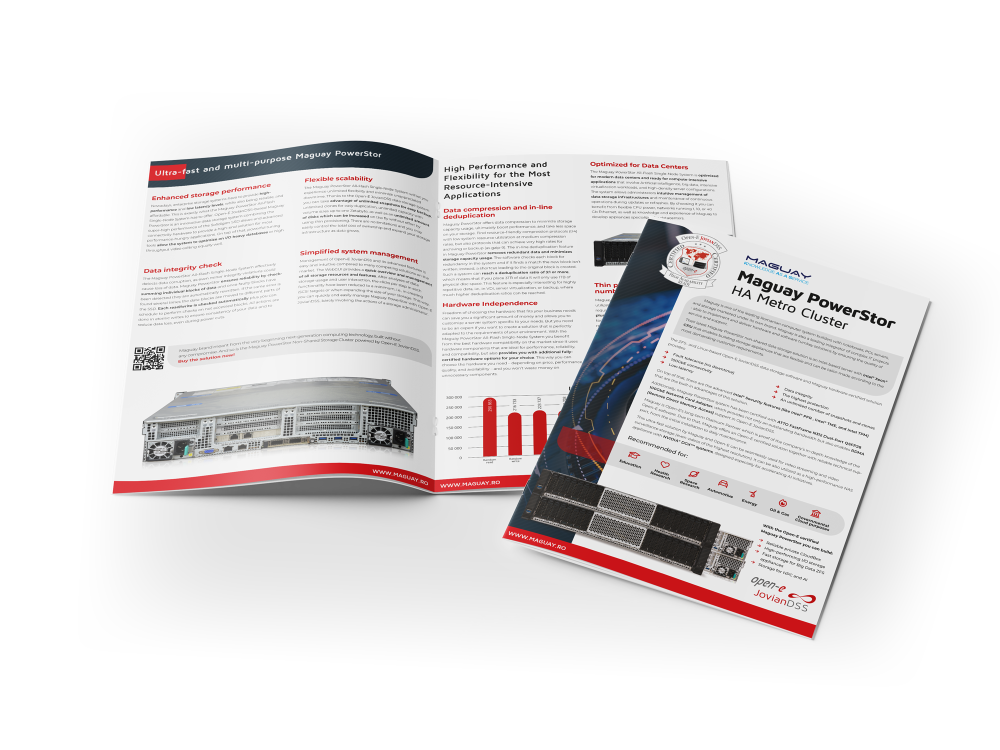 Ultra-fast and multi-purpose Maguay PowerStor
Enhanced storage performance
Nowadays, enterprise storage systems have to provide high-
performance and low latency levels, while also being reliable, and
affordable. This is exactly what the Maguay PowerStor All-Flash
Single-Node System has to offer. Open-E JovianDSS-based Maguay
PowerStor is an innovative data storage system combining the
super-high performance of the Solidigm SSD drives and advanced
connectivity hardware to provide a high-end solution for most
performance-hungry applications. On top of that, powerful tuning
tools allow the system to optimize on I/O heavy databases or high
throughput video editing equally well.
Data integrity check
The Maguay PowerStor All-Flash Single-Node System effectively
detects data corruption, as even minor integrity violations could
cause loss of data. Maguay PowerStor ensures reliability by check-
summing individual blocks of data and once faulty blocks have
been detected they are automatically rewritten. If the same error is
found several times the data blocks are moved to different parts of
the SSD. Each read/write is checked automatically plus you can
schedule to perform checks on not accessed blocks. All actions are
done in atomic writes to ensure consistency of your data and to
reduce data loss, even during power cuts.
Flexible scalability
The Maguay PowerStor All-Flash Single-Node System will let you
experience unlimited flexibility and minimize unappreciated
downtime. Thanks to the Open-E JovianDSS data storage system
you can take advantage of unlimited snapshots for easy backup,
unlimited clones for easy duplication, unlimited capacity with
volume sizes up to one Zetabyte, as well as an unlimited amount
of disks which can be increased on the fly without effort by
using thin provisioning. There are no limitations and you may
easily control the total cost of ownership and expand your storage
infrastructure as data grows.
Simplified system management
Management of Open-E JovianDSS and its advanced features is
easy and intuitive compared to many competing solutions on the
market. The WebGUI provides a quick overview and management
of all storage resources and features. After analyses of data
storage usage and user interaction, the clicks per step in each
functionality have been reduced to a minimum, i.e., in creating
iSCSI targets or when expanding the size of your storage. This way,
you can quickly and easily manage Maguay PowerStor with Open-E
JovianDSS, barely involving the actions of a storage administrator.
Maguay brand meant from the very beginning next-generation computing technology, built without
any compromise. And so is the Maguay PowerStor Non-Shared Storage Cluster powered by Open-E JovianDSS.
Buy the solution now!
WWW.MAGUAY.RO
High Performance and
Flexibility for the Most
Resource-Intensive
Applications
Data compression and in-line
deduplication
Maguay PowerStor offers data compression to minimize storage
capacity usage, ultimately boost performance, and take less space
on your storage. Find resource-friendly compression protocols (lz4)
with low system resource utilization at medium compression
rates, but also protocols that can achieve very high rates for
archiving or backup (as gzip-9). The in-line deduplication feature
in Maguay PowerStor removes redundant data and minimizes
storage capacity usage. The software checks each block for
redundancy in the system and if it finds a match the new block isn't
written; instead, a shortcut leading to the original block is created.
Such a system can reach a deduplication ratio of 3:1 or more,
which means that if you place 3TB of data it will only use 1TB of
physical disc space. This feature is especially interesting for highly
repetitive data, i.e., in VDI, server virtualization, or backup, where
much higher deduplication ratios can be reached.
Hardware Independence
Freedom of choosing the hardware that fits your business needs
can save you a significant amount of money and allows you to
customize a server system specific to your needs. But you need
to be an expert if you want to create a solution that is perfectly
adapted to the requirements of your environment. With the
Maguay PowerStor All-Flash Single-Node System you benefit
from the best hardware compatibility on the market since it uses
hardware components that are ideal for performance, reliability,
and compatibility, but also provides you with additional fully-
certified hardware options for your choice. This way you can
choose the hardware you need – depending on price, performance
quality, and availability – and you won't waste money on
unnecessary components.
300 000
250 000
200 000
150 000
100 000
50 000
0
290 863
216 733
223 737
Random
read
Random
write
WWW.MAGUAY.RO
Optimized for Data Centers
The Maguay PowerStor All-Flash Single-Node System is optimized
for modern data centers and ready for compute-intensive
applications that involve Artificial Intelligence, big data, intensive
virtualization workloads, and high-density server configurations.
The system allows administrators intuitive management of
data storage infrastructures and maintenance of continuous
operations during updates or refreshes. By choosing it you can
benefit from flexible CPU power, networks running 1, 10, or 40
Gb Ethernet, as well as knowledge and experience of Maguay to
develop appliances datacenters.
Thin
OPEN-E JOVIANDSS
CERTIFIED
CERTIFIED
open-e
HIGH AVAILABILITY
READY
MAGUAY
KNOWLEDGE AS A SERVICE
Maguay PowerStor
HA Metro Cluster
Maguay is one of the leading Romanian computer system builders with notebooks, PCs, servers,
and storage marketed under its own brand. Maguay is also a leading integrator of complex IT projects
- able to implement and deliver hardware and software turnkey solutions by ensuring the quality of
service and support.
Their latest Maguay PowerStor non-shared data storage solution is an Intel-based server with Intel® Xeon®
CPU that enables building storage appliances that are flexible and can be tailor-made according to the
most demanding customer requirements.
The ZFS- and Linux-based Open-E JovianDSS data storage software and Maguay hardware certified solution
provides:
Fault tolerance (no downtime)
100GbE connectivity
Low-latency
Data integrity
The highest protection
An unlimited number of snapshots and clones
On top of that, there are the advanced Intel® Security features (like Intel® PFR, Intel® TME, and Intel TPM)
that are the built-in advantages of this solution.
Additionally, Maguay PowerStor system has been certified with ATTO FastFrame N312 Dual-Port QSFP28
100GbE Network Card Adapter, which provides not only an outstanding bandwidth but also enables RDMA
(Remote Direct Memory Access) support in Open-E JovianDSS.
Maguay is Open-E's long-term Platinum Partner which is proof of the company's in-depth knowledge of the
Open-E software. Due to that, Maguay offers an Open-E certified solution together with reliable technical sup-
port, from the initial installation to daily maintenance.
This ultra-fast solution by Maguay and Open-E can be seamlessly used for video streaming and video
surveillance storage (even videos of the highest resolution). It can be also utilized as a high-performance NAS
appliance with NVIDIA® DGX™ systems, designed especially for accelerating AI initiatives.
Recommended for:
Education
Health
Research
Space
Research
Automotive
Energy
Oil & Gas
Governmental
Cloud purposes
With the Open-E certified
Maguay PowerStor you can build:
Reliable private CloudBox
High-performing I/O storage
Fast storage for Big Data ZFS
appliances
Storage for HPC and AI
open-e
JovianDSS
WWW.MAGUAY.RO